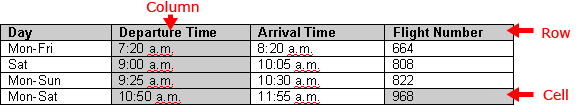 Column
Day Departure Time Arrival Time Flight Number Row
Mon-Fri 7:20 a.m. 8:20 a.m. 664
Sat 9:00 a.m. 10:05 a.m. 808
Mon-Sun 9:25 a.m. 10:30 a.m. 822
Mon-Sat 10:50 a.m. 11:55 a.m. 968 Cell